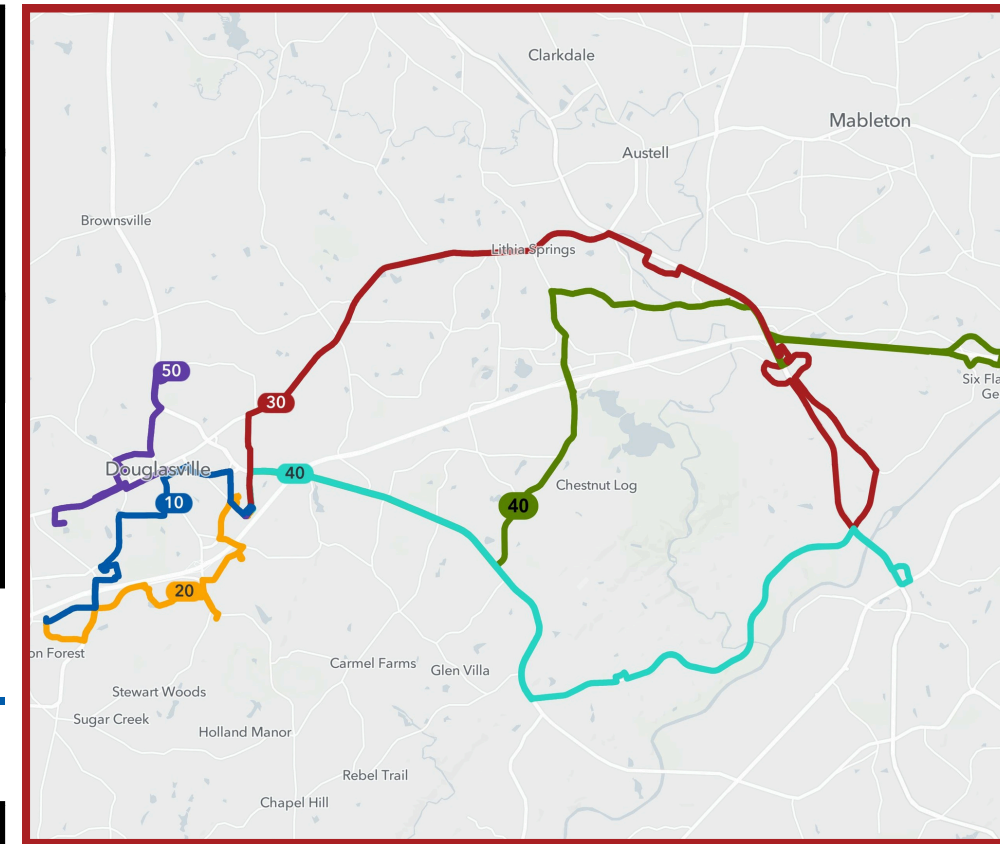 Clarkdale
Mableton
Austell
Brownsville
Lithia Springs
50
Six Fla
Ge
30
Douglasville
40
Chestnut Log
10
40
20
on Forest
Carmel Farms
Glen Villa
Stewart Woods
Sugar Creek
Holland Manor
Rebel Trail
Chapel Hill